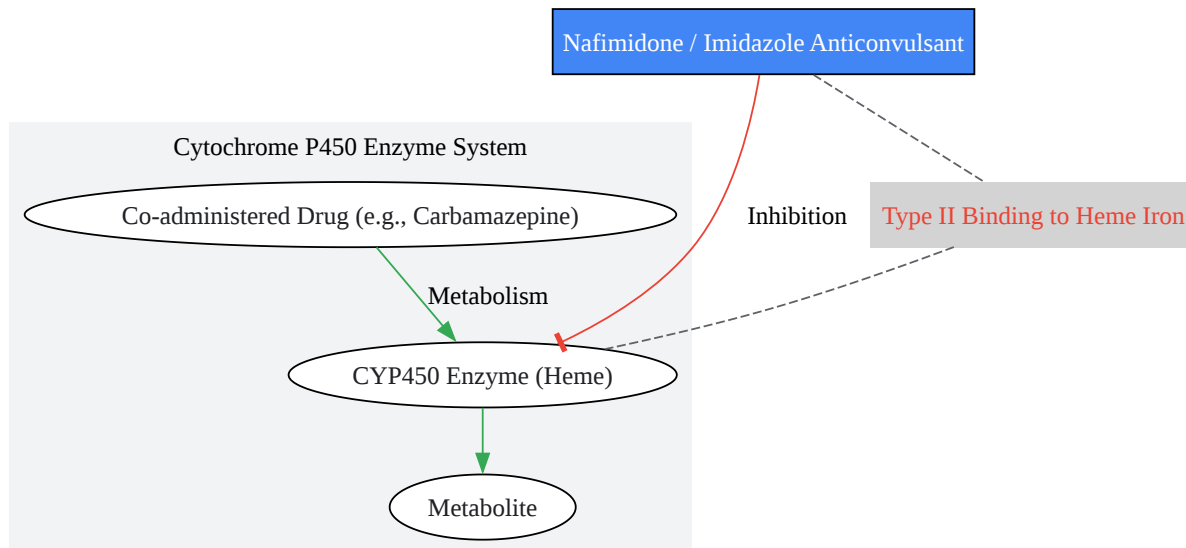 Nafimidone / Imidazole Anticonvulsant
Cytochrome P450 Enzyme System
Co-administered Drug (e.g., Carbamazepine)
Inhibition
Type II Binding to Heme Iron
Metabolism
CYP450 Enzyme (Heme)
Metabolite